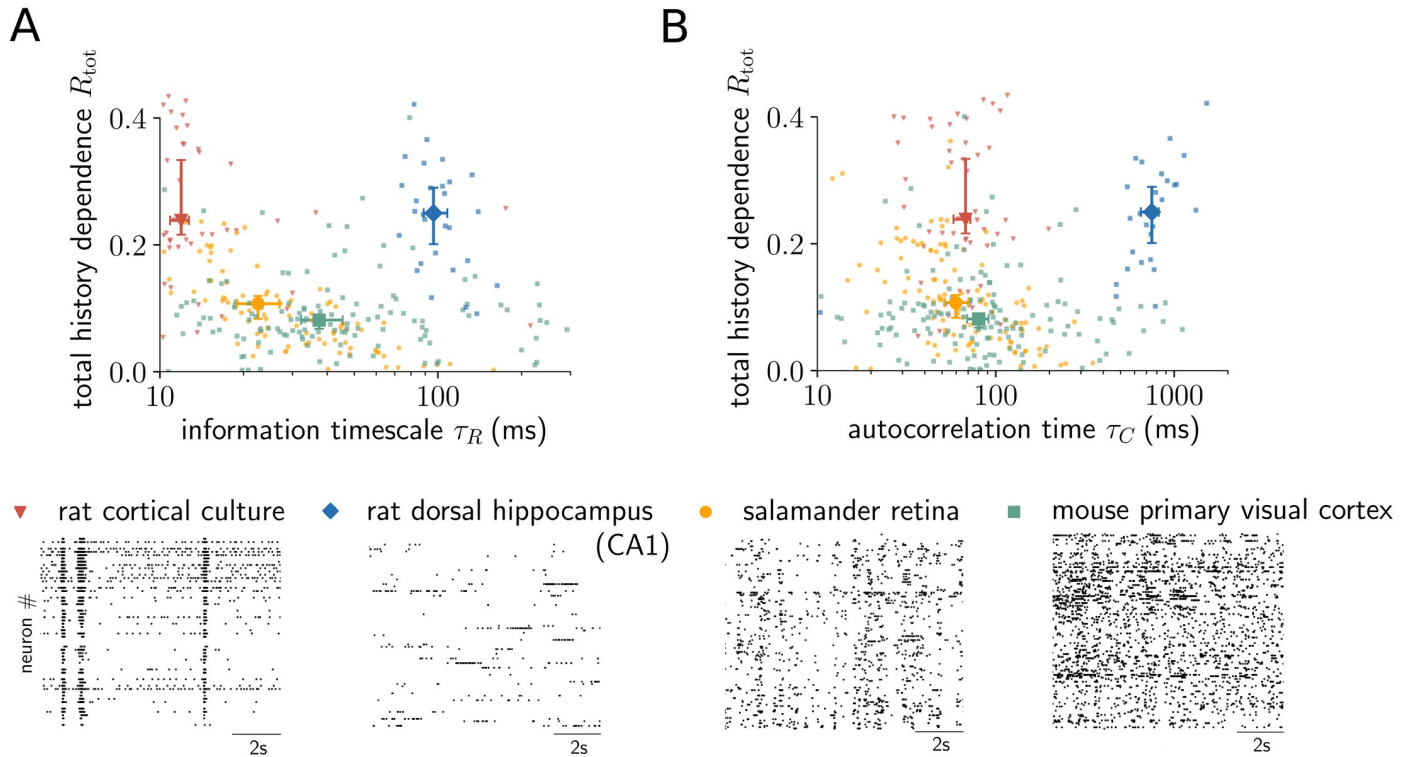 A
B
total history dependence R_tot
0.4
0.2
0.0
10
100
information timescale τ_R (ms)
total history dependence R_tot
0.4
0.2
0.0
10
100
1000
autocorrelation time τ_C (ms)
rat cortical culture
rat dorsal hippocampus
(CA1)
salamander retina
mouse primary visual cortex
neuron #
2s
2s
2s
2s